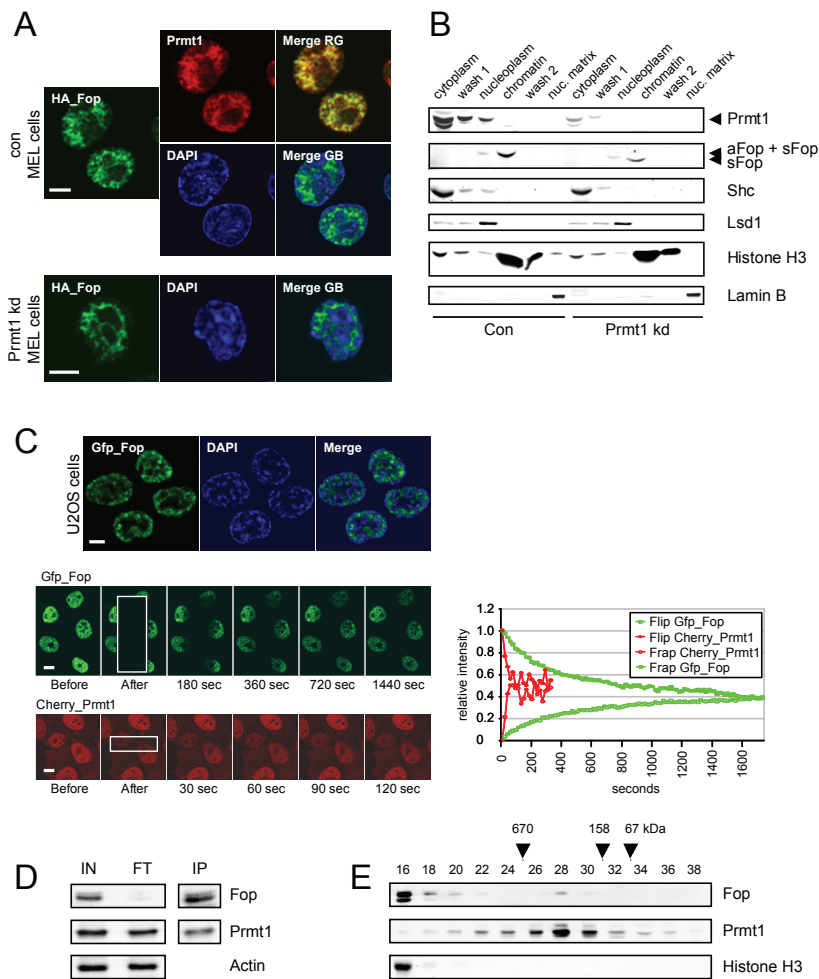 A
Prmt1
Merge RG
HA_Fop
con
MEL cells
DAPI
Merge GB
HA_Fop
DAPI
Merge GB
Prmt1 kd
MEL cells
B
cytoplasm wash 1 nucleoplasm chromatin wash 2 nuc. matrix cytoplasm wash 1 nucleoplasm chromatin wash 2 nuc. matrix
Prmt1
aFop + sFop
sFop
Shc
Lsd1
Histone H3
Lamin B
Con Prmt1 kd
C
U2OS cells
Gfp_Fop DAPI Merge
Gfp_Fop
Before After 180 sec 360 sec 720 sec 1440 sec
Cherry_Prmt1
Before After 30 sec 60 sec 90 sec 120 sec
relative intensity
1.2
1.0
0.8
0.6
0.4
0.2
0
Flip Gfp_Fop
Flip Cherry_Prmt1
Frap Cherry_Prmt1
Frap Gfp_Fop
0 200 400 600 800 1000 1200 1400 1600
seconds
D
IN FT IP
Fop
Prmt1
Actin
E
670 158 67 kDa
16 18 20 22 24 26 28 30 32 34 36 38
Fop
Prmt1
Histone H3